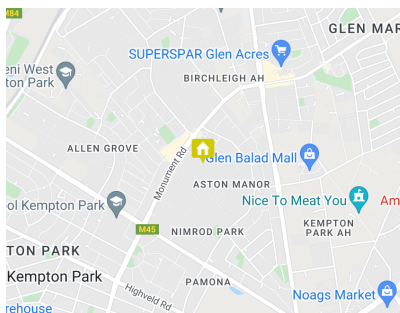 M84
GLEN MAR
SUPERSPAR Glen Acres
eni West
ton Park
BIRCHLEIGH AH
ALLEN GROVE
Monument Rd
Glen Balad Mall
ASTON MANOR
Nice To Meat You
Am
ol Kempton Park
KEMPTON
PARK AH
M45
NIMROD PARK
TON PARK
Kempton Park
PAMONA
Highveld Rd
Noags Market
rehouse